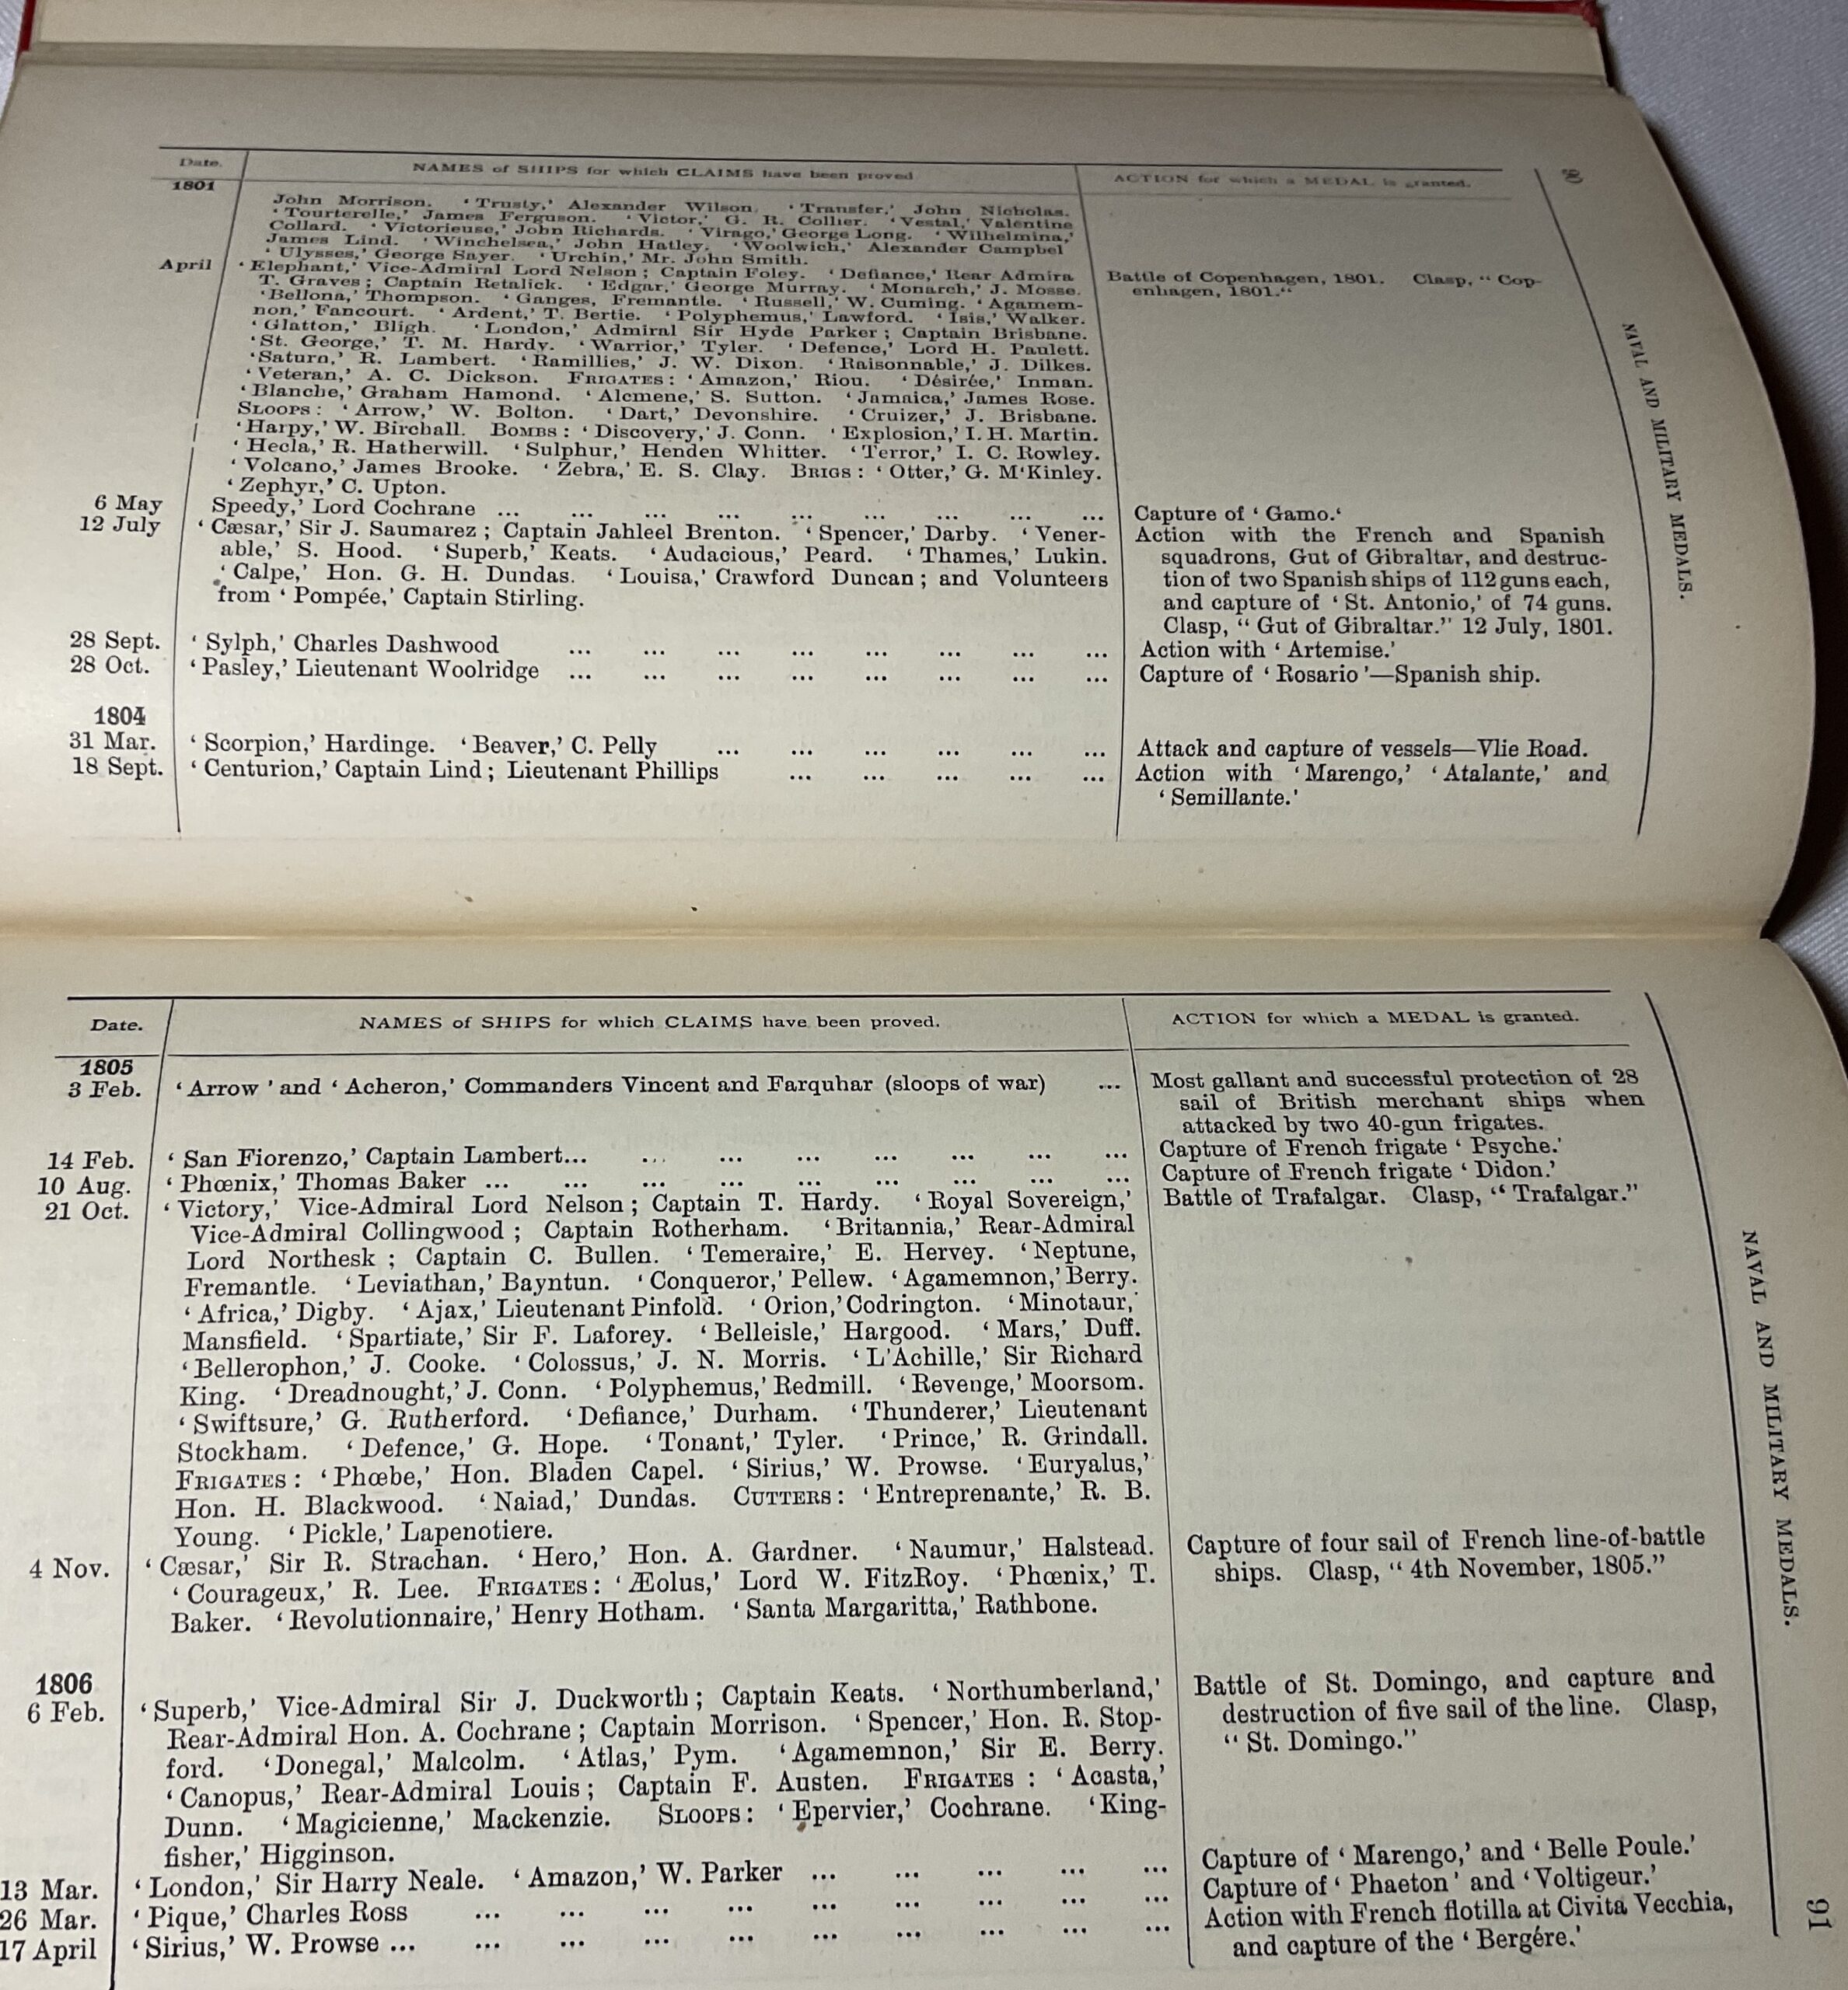 Date.
NAMES of SHIPS for which CLAIMS have been proved
ACTION for which a MEDAL is granted.
1801
John Morrison. ‘Trusty,’ Alexander Wilson. ‘Transfer,’ John Nicholas.
‘Tourterelle,’ James Ferguson. ‘Victor,’ G. R. Collier. ‘Vestal,’ Valentine
Collard. ‘Victorieuse,’ John Richards. ‘Virago,’ George Long. ‘Wilhelmina,’
James Lind. ‘Winchelsea,’ John Hatley. ‘Woolwich,’ Alexander Campbel
‘Ulysses,’ George Sayer. ‘Urchin,’ Mr. John Smith.
April ‘Elephant,’ Vice-Admiral Lord Nelson; Captain Foley. ‘Defiance,’ Rear Admira
T. Graves; Captain Retalick. ‘Edgar,’ George Murray. ‘Monarch,’ J. Mosse.
‘Bellona,’ Thompson. ‘Ganges, Fremantle. ‘Russell,’ W. Cuming. ‘Agamem-
non,’ Fancourt. ‘Ardent,’ T. Bertie. ‘Polyphemus,’ Lawford. ‘Isis,’ Walker.
‘Glatton,’ Bligh. ‘London,’ Admiral Sir Hyde Parker; Captain Brisbane.
‘St. George,’ T. M. Hardy. ‘Warrior,’ Tyler. ‘Defence,’ Lord H. Paulett.
‘Saturn,’ R. Lambert. ‘Ramillies,’ J. W. Dixon. ‘Raisonnable,’ J. Dilkes.
‘Veteran,’ A. C. Dickson. FRIGATES: ‘Amazon,’ Riou. ‘Désirée,’ Inman.
‘Blanche,’ Graham Hamond. ‘Alcmene,’ S. Sutton. ‘Jamaica,’ James Rose.
SLOOPS: ‘Arrow,’ W. Bolton. ‘Dart,’ Devonshire. ‘Cruizer,’ J. Brisbane.
‘Harpy,’ W. Birchall. BOMBS: ‘Discovery,’ J. Conn. ‘Explosion,’ I. H. Martin.
‘Hecla,’ R. Hatherwill. ‘Sulphur,’ Henden Whitter. ‘Terror,’ I. C. Rowley.
‘Volcano,’ James Brooke. ‘Zebra,’ E. S. Clay. BRIGS: ‘Otter,’ G. M‘Kinley.
‘Zephyr,’ C. Upton.
Battle of Copenhagen, 1801. Clasp, “Cop-
enhagen, 1801.“
6 May Speedy,’ Lord Cochrane ... ... ... ... ... ... ... ... ... Capture of ‘Gamo.‘
12 July ‘Cæsar,’ Sir J. Saumarez; Captain Jahleel Brenton. ‘Spencer,’ Darby. ‘Vener-
able,’ S. Hood. ‘Superb,’ Keats. ‘Audacious,’ Peard. ‘Thames,’ Lukin.
‘Calpe,’ Hon. G. H. Dundas. ‘Louisa,’ Crawford Duncan; and Volunteers
from ‘Pompée,’ Captain Stirling.
Action with the French and Spanish
squadrons, Gut of Gibraltar, and destruc-
tion of two Spanish ships of 112 guns each,
and capture of ‘St. Antonio,’ of 74 guns.
Clasp, “Gut of Gibraltar.” 12 July, 1801.
28 Sept. ‘Sylph,’ Charles Dashwood ... ... ... ... ... ... ... ... Action with ‘Artemise.’
28 Oct. ‘Pasley,’ Lieutenant Woolridge ... ... ... ... ... ... ... ... Capture of ‘Rosario’—Spanish ship.
1804
31 Mar. ‘Scorpion,’ Hardinge. ‘Beaver,’ C. Pelly ... ... ... ... ... ... Attack and capture of vessels—Vlie Road.
18 Sept. ‘Centurion,’ Captain Lind; Lieutenant Phillips ... ... ... ... ... Action with ‘Marengo,’ ‘Atalante,’ and
‘Semillante.’
NAVAL AND MILITARY MEDALS.
Date.
NAMES of SHIPS for which CLAIMS have been proved.
ACTION for which a MEDAL is granted.
1805
3 Feb. ‘Arrow’ and ‘Acheron,’ Commanders Vincent and Farquhar (sloops of war) ... Most gallant and successful protection of 28
sail of British merchant ships when
attacked by two 40-gun frigates.
14 Feb. ‘San Fiorenzo,’ Captain Lambert... ... ... ... ... ... ... ... Capture of French frigate ‘Psyche.’
10 Aug. ‘Phœnix,’ Thomas Baker ... ... ... ... ... ... ... ... ... Capture of French frigate ‘Didon.’
21 Oct. ‘Victory,’ Vice-Admiral Lord Nelson; Captain T. Hardy. ‘Royal Sovereign,’ Battle of Trafalgar. Clasp, “Trafalgar.”
Vice-Admiral Collingwood; Captain Rotherham. ‘Britannia,’ Rear-Admiral
Lord Northesk; Captain C. Bullen. ‘Temeraire,’ E. Hervey. ‘Neptune,
Fremantle. ‘Leviathan,’ Bayntun. ‘Conqueror,’ Pellew. ‘Agamemnon,’ Berry.
‘Africa,’ Digby. ‘Ajax,’ Lieutenant Pinfold. ‘Orion,’ Codrington. ‘Minotaur,’
Mansfield. ‘Spartiate,’ Sir F. Laforey. ‘Belleisle,’ Hargood. ‘Mars,’ Duff.
‘Bellerophon,’ J. Cooke. ‘Colossus,’ J. N. Morris. ‘L'Achille,’ Sir Richard
King. ‘Dreadnought,’ J. Conn. ‘Polyphemus,’ Redmill. ‘Revenge,’ Moorsom.
‘Swiftsure,’ G. Rutherford. ‘Defiance,’ Durham. ‘Thunderer,’ Lieutenant
Stockham. ‘Defence,’ G. Hope. ‘Tonant,’ Tyler. ‘Prince,’ R. Grindall.
FRIGATES: ‘Phœbe,’ Hon. Bladen Capel. ‘Sirius,’ W. Prowse. ‘Euryalus,’
Hon. H. Blackwood. ‘Naiad,’ Dundas. CUTTERS: ‘Entreprenante,’ R. B.
Young. ‘Pickle,’ Lapenotiere.
4 Nov. ‘Cæsar,’ Sir R. Strachan. ‘Hero,’ Hon. A. Gardner. ‘Naumur,’ Halstead.
‘Courageux,’ R. Lee. FRIGATES: ‘Æolus,’ Lord W. FitzRoy. ‘Phœnix,’ T.
Baker. ‘Revolutionnaire,’ Henry Hotham. ‘Santa Margaritta,’ Rathbone.
Capture of four sail of French line-of-battle
ships. Clasp, “4th November, 1805.”
1806
6 Feb. ‘Superb,’ Vice-Admiral Sir J. Duckworth; Captain Keats. ‘Northumberland,’
Rear-Admiral Hon. A. Cochrane; Captain Morrison. ‘Spencer,’ Hon. R. Stop-
ford. ‘Donegal,’ Malcolm. ‘Atlas,’ Pym. ‘Agamemnon,’ Sir E. Berry.
‘Canopus,’ Rear-Admiral Louis; Captain F. Austen. FRIGATES: ‘Acasta,’
Dunn. ‘Magicienne,’ Mackenzie. SLOOPS: ‘Epervier,’ Cochrane. ‘King-
fisher,’ Higginson.
Battle of St. Domingo, and capture and
destruction of five sail of the line. Clasp,
“St. Domingo.”
13 Mar. ‘London,’ Sir Harry Neale. ‘Amazon,’ W. Parker ... ... ... ... ... Capture of ‘Marengo,’ and ‘Belle Poule.’
26 Mar. ‘Pique,’ Charles Ross ... ... ... ... ... ... ... ... ... Capture of ‘Phaeton’ and ‘Voltigeur.’
17 April ‘Sirius,’ W. Prowse ... ... ... ... ... ... ... ... ... ... Action with French flotilla at Civita Vecchia,
and capture of the ‘Bergére.’
NAVAL AND MILITARY MEDALS.
91